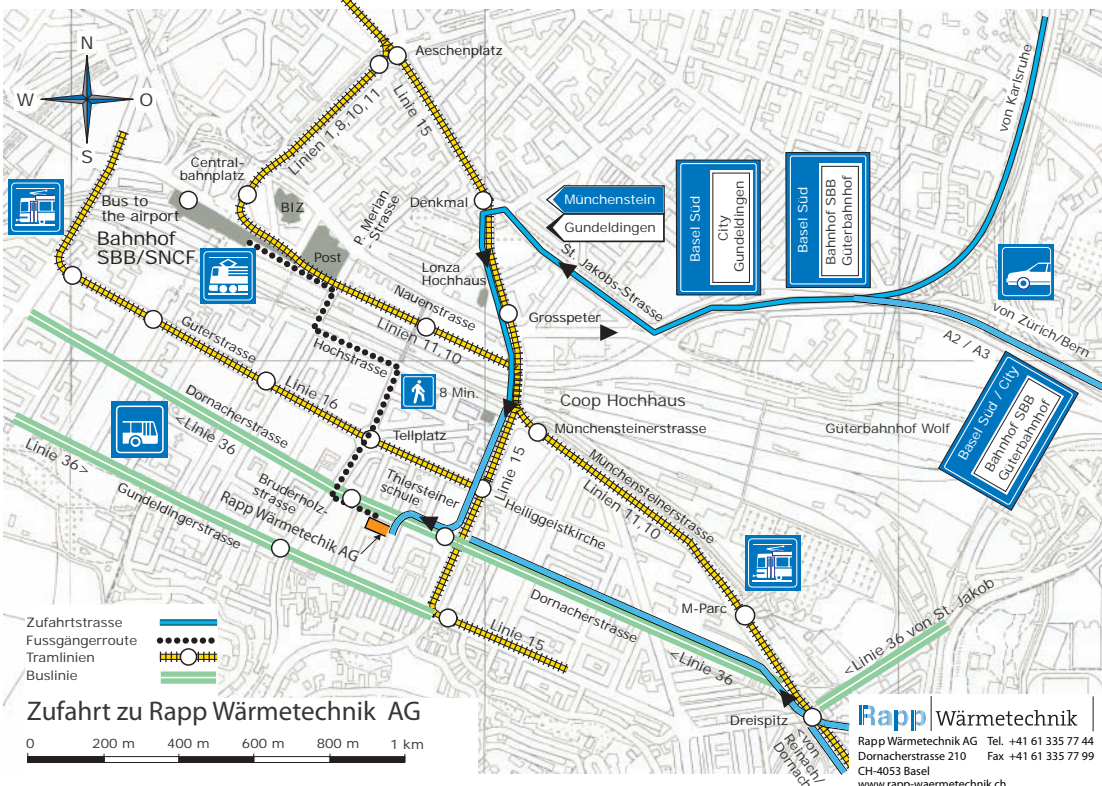 Aeschenplatz
N
W
O
S
Linien 1,8,10,11
Linie 15
von Karlsruhe
Central-
bahnplatz
Bus to
the airport
Bahnhof
SBB/SNCF
BIZ
P. Merian
- Strasse
Denkmal
Münchenstein
Gundeldingen
Basel Süd
City
Gundeldingen
Basel Süd
Bahnhof SBB
Güterbahnhof
Post
Lonza
Hochhaus
St. Jakobs-Strasse
Nauenstrasse
Linien 11,10
Grosspeter
von Zürich/Bern
A2 / A3
Güterstrasse
Hochstrasse
Linie 16
8 Min.
Coop Hochhaus
Münchensteinerstrasse
Güterbahnhof Wolf
Basel Süd / City
Bahnhof SBB
Güterbahnhof
Dornacherstrasse
<Linie 36
Tellplatz
Linie 36>
Gundeldingerstrasse
Bruderholz-
strasse
Rapp Wärmetechnik AG
Thiersteiner
schule
Linie 15
Heiliggeistkirche
Münchensteinerstrasse
Linien 11,10
M-Parc
Dornacherstrasse
<Linie 36
<Linie 36 von St. Jakob
Linie 15
Dreispitz
<von
Reinach/
Dornach
Zufahrtstrasse
Fussgängerroute
Tramlinien
Buslinie
Zufahrt zu Rapp Wärmetechnik AG
0 200 m 400 m 600 m 800 m 1 km
Rapp Wärmetechnik
Rapp Wärmetechnik AG Tel. +41 61 335 77 44
Dornacherstrasse 210 Fax +41 61 335 77 99
CH-4053 Basel
www.rapp-waermetechnik.ch